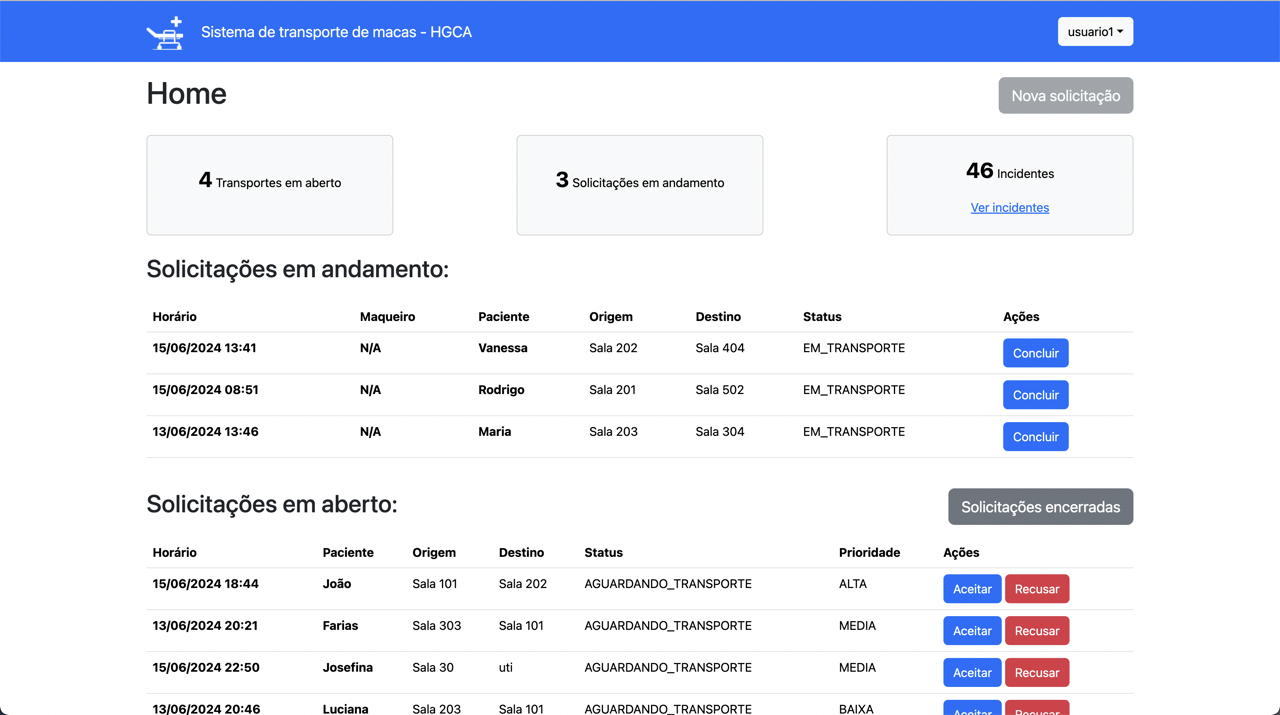 Sistema de transporte de macas - HGCA
usuario1
Home
Nova solicitação
4 Transportes em aberto
3 Solicitações em andamento
46 Incidentes
Ver incidentes
Solicitações em andamento:
Horário Maqueiro Paciente Origem Destino Status Ações
15/06/2024 13:41 N/A Vanessa Sala 202 Sala 404 EM_TRANSPORTE Concluir
15/06/2024 08:51 N/A Rodrigo Sala 201 Sala 502 EM_TRANSPORTE Concluir
13/06/2024 13:46 N/A Maria Sala 203 Sala 304 EM_TRANSPORTE Concluir
Solicitações em aberto:
Solicitações encerradas
Horário Paciente Origem Destino Status Prioridade Ações
15/06/2024 18:44 João Sala 101 Sala 202 AGUARDANDO_TRANSPORTE ALTA Aceitar Recusar
13/06/2024 20:21 Farias Sala 303 Sala 101 AGUARDANDO_TRANSPORTE MEDIA Aceitar Recusar
15/06/2024 22:50 Josefina Sala 30 uti AGUARDANDO_TRANSPORTE MEDIA Aceitar Recusar
13/06/2024 20:46 Luciana Sala 203 Sala 101 AGUARDANDO_TRANSPORTE BAIXA Aceitar Recusar